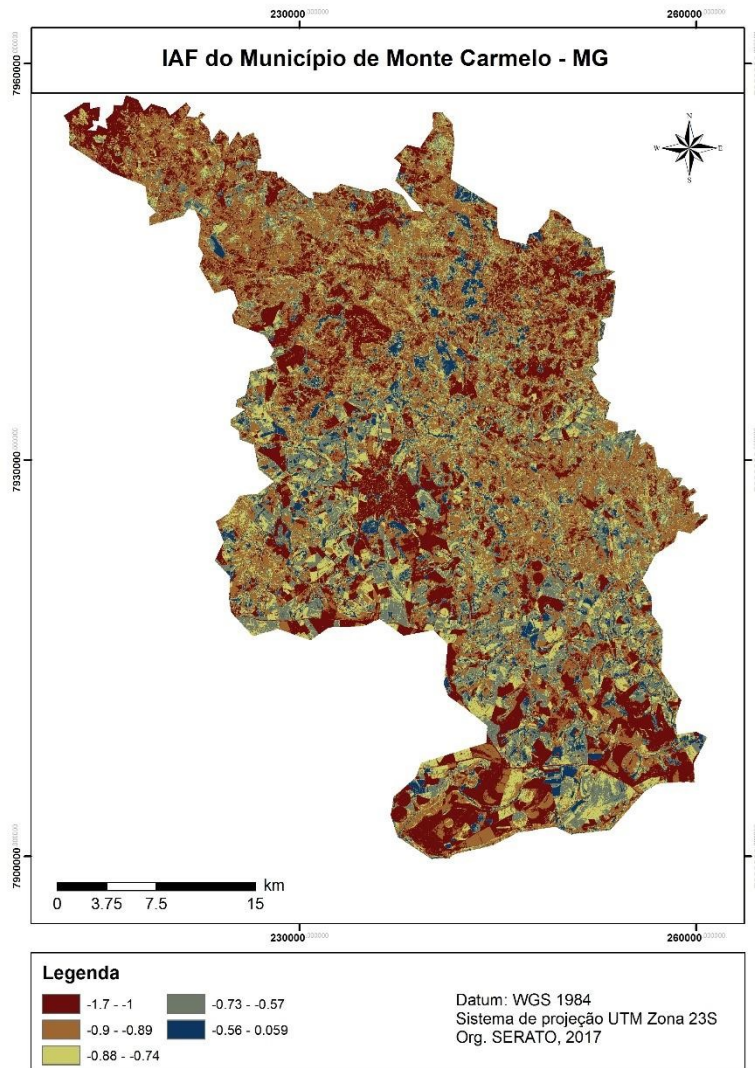 230000 260000
IAF do Município de Monte Carmelo - MG
7960000
N
W E
S
7930000
7900000
km
0 3.75 7.5 15
230000 260000
Legenda
-1.7 - -1
-0.9 - -0.89
-0.88 - -0.74
-0.73 - -0.57
-0.56 - 0.059
Datum: WGS 1984
Sistema de projeção UTM Zona 23S
Org. SERATO, 2017